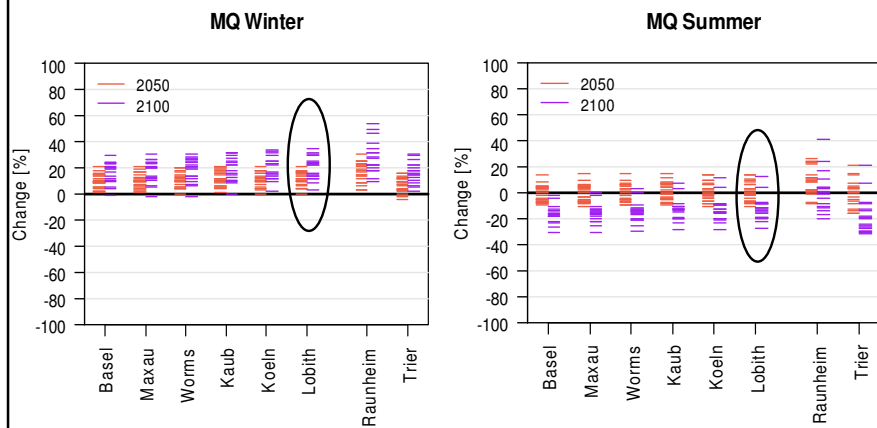 MQ Winter
Change [%]
100
80
60
40
20
0
-20
-40
-60
-80
-100
2050
2100
Basel
Maxau
Worms
Kaub
Koeln
Lobith
Raunheim
Trier
MQ Summer
Change [%]
100
80
60
40
20
0
-20
-40
-60
-80
-100
2050
2100
Basel
Maxau
Worms
Kaub
Koeln
Lobith
Raunheim
Trier